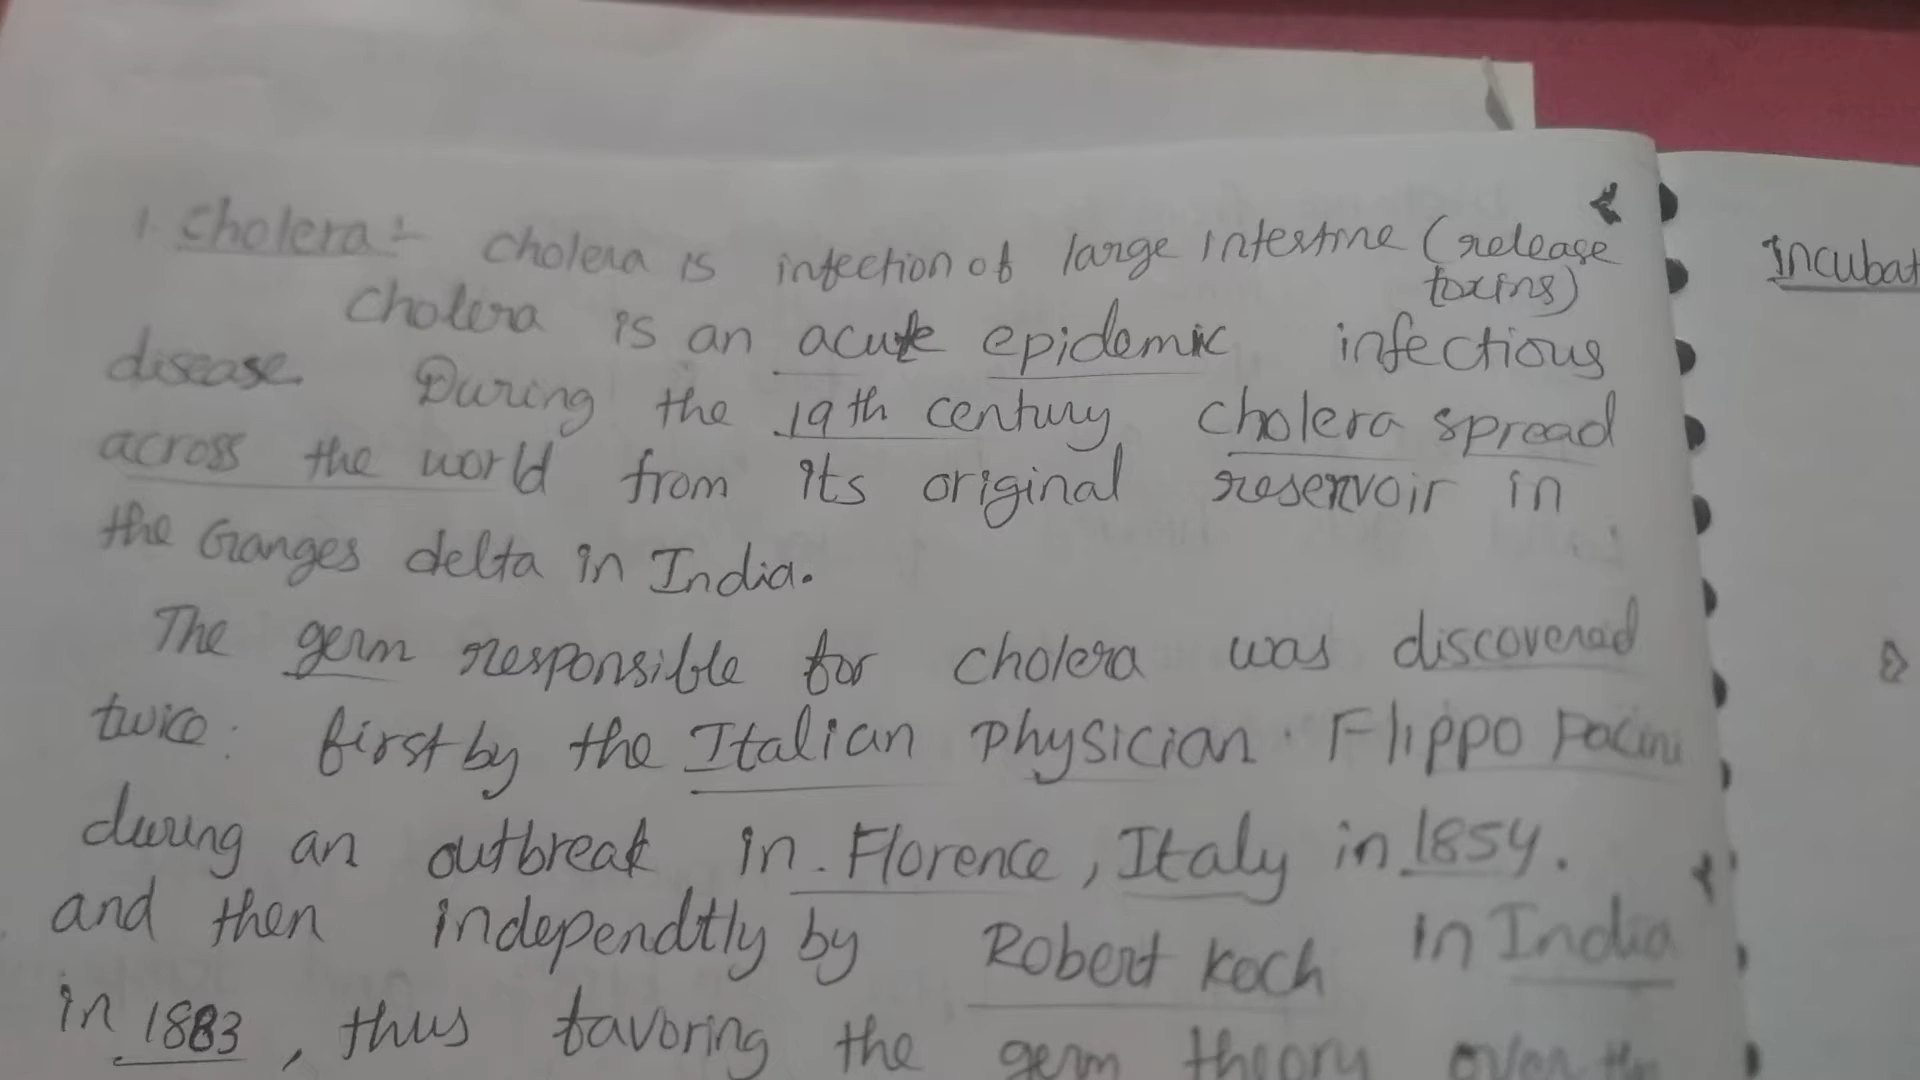 1. Cholera:- cholera is infection of large intestine (release
toxins)
Cholera is an acute epidemic infectious
disease. During the 19th century cholera spread
across the world from its original reservoir in
the Ganges delta in India.
The germ responsible for cholera was discovered
twice: first by the Italian physician Flippo Pacini
during an outbreak in Florence, Italy in 1854.
and then independtly by Robert Koch in India
in 1883, thus favoring the germ theory over the
Incubat